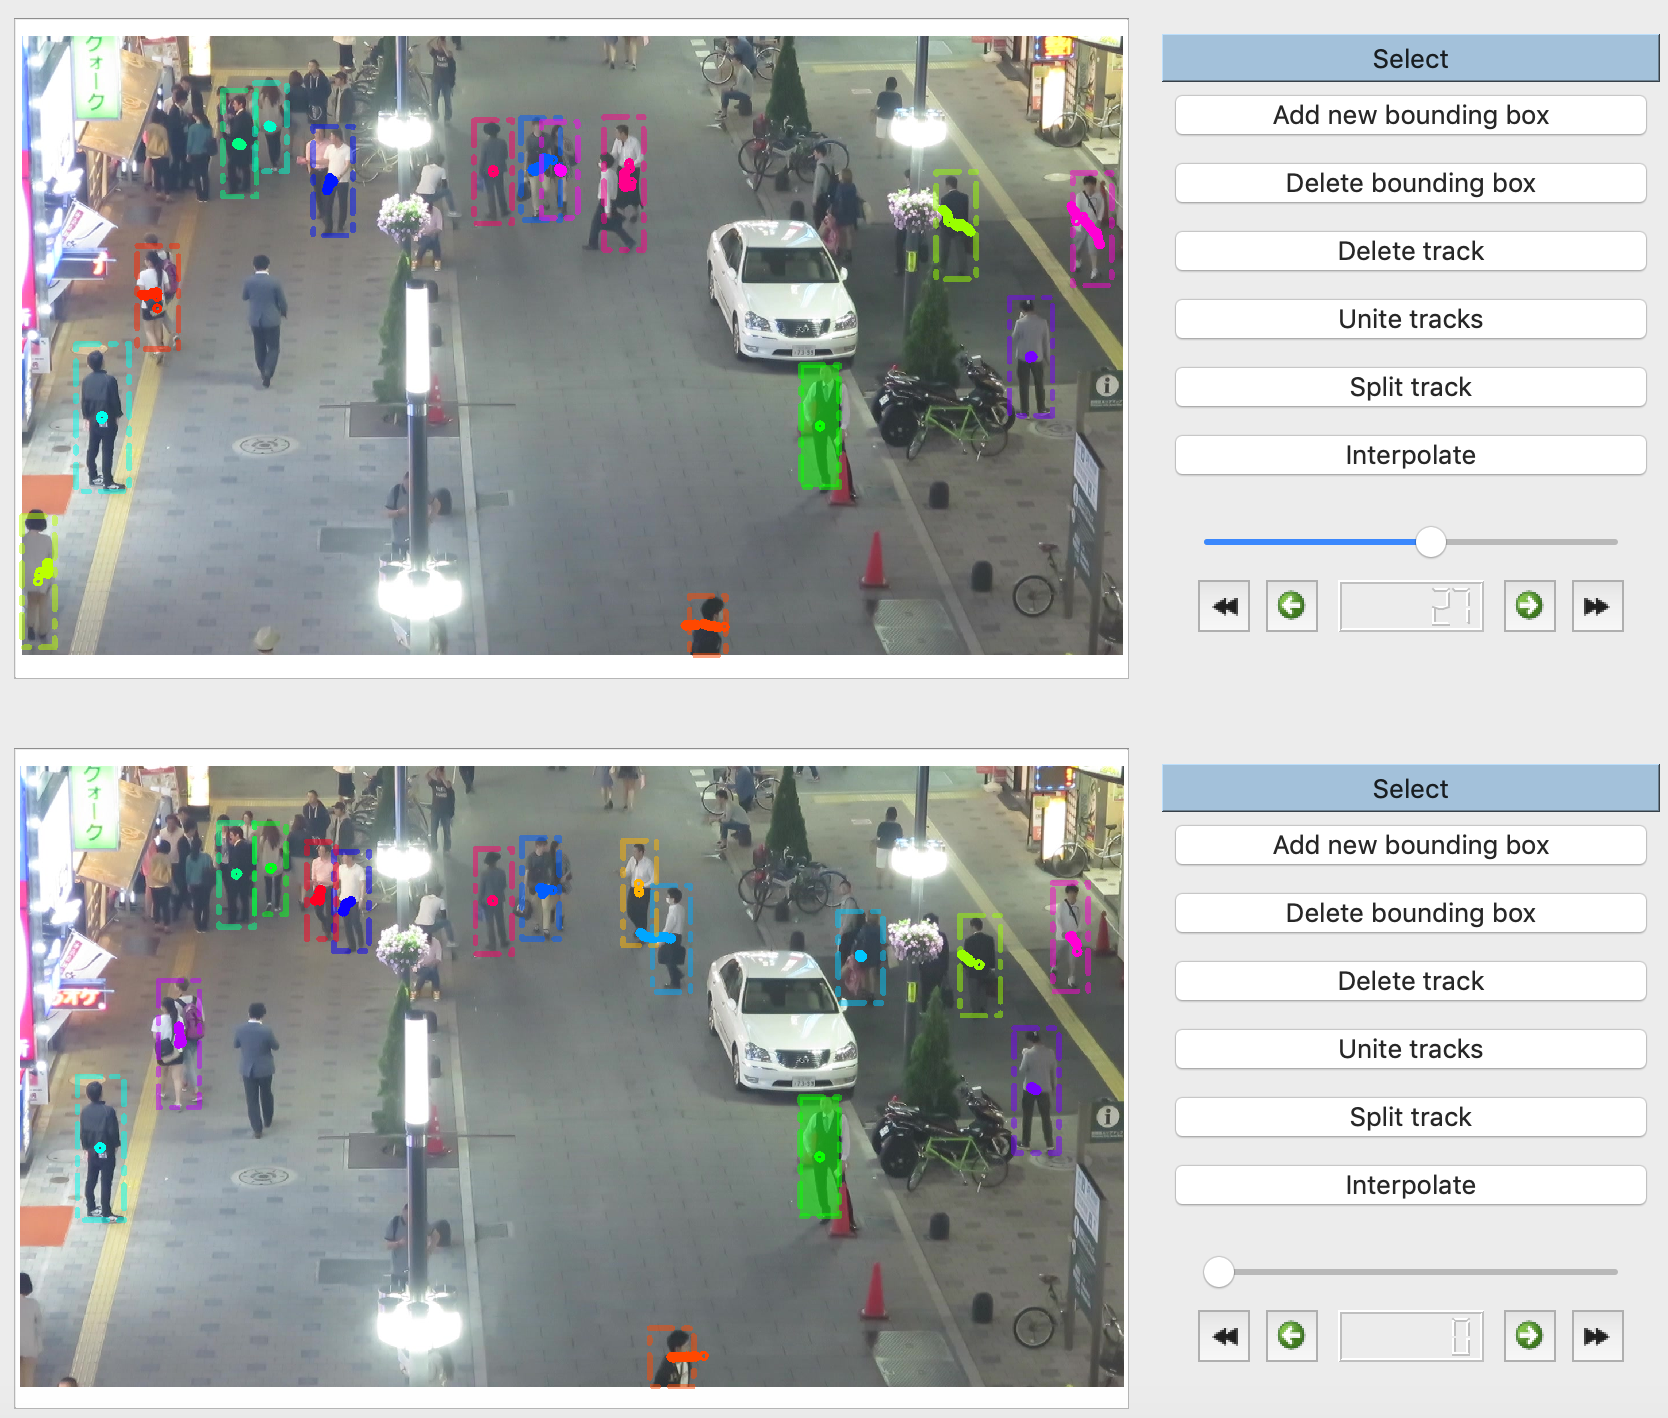 クォーク
Select
Add new bounding box
Delete bounding box
Delete track
Unite tracks
Split track
Interpolate
i
27
クォーク
Select
Add new bounding box
Delete bounding box
Delete track
Unite tracks
Split track
Interpolate
i
0